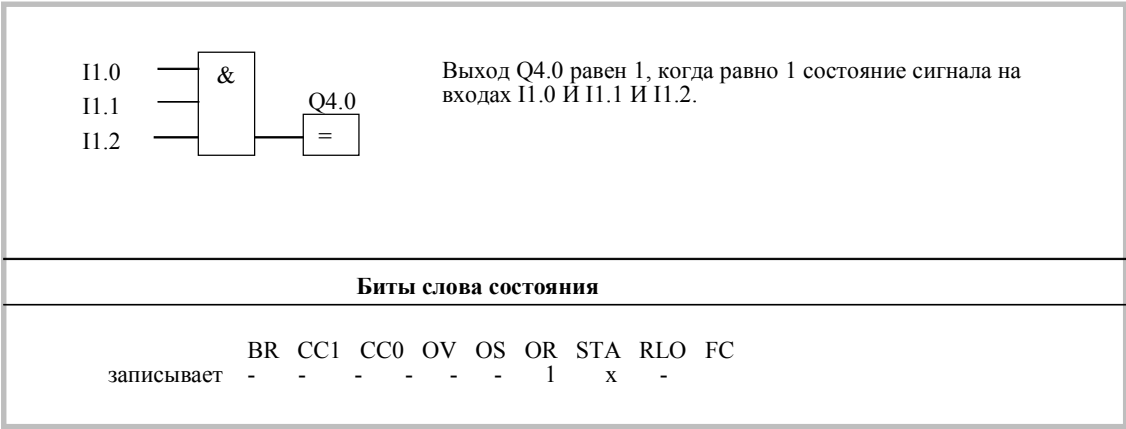 I1.0
&
I1.1
Q4.0
I1.2
=
Выход Q4.0 равен 1, когда равно 1 состояние сигнала на
входах I1.0 И I1.1 И I1.2.
Биты слова состояния
BR CC1 CC0 OV OS OR STA RLO FC
записывает - - - - - - 1 x -